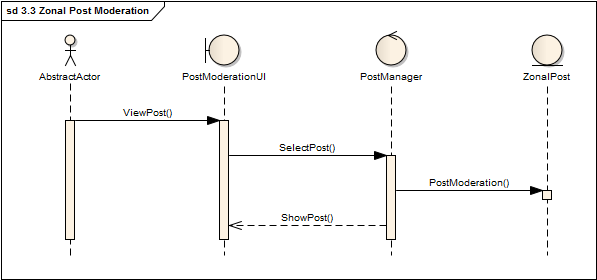 sd 3.3 Zonal Post Moderation
AbstractActor
PostModerationUI
PostManager
ZonalPost
ViewPost()
SelectPost()
PostModeration()
ShowPost()